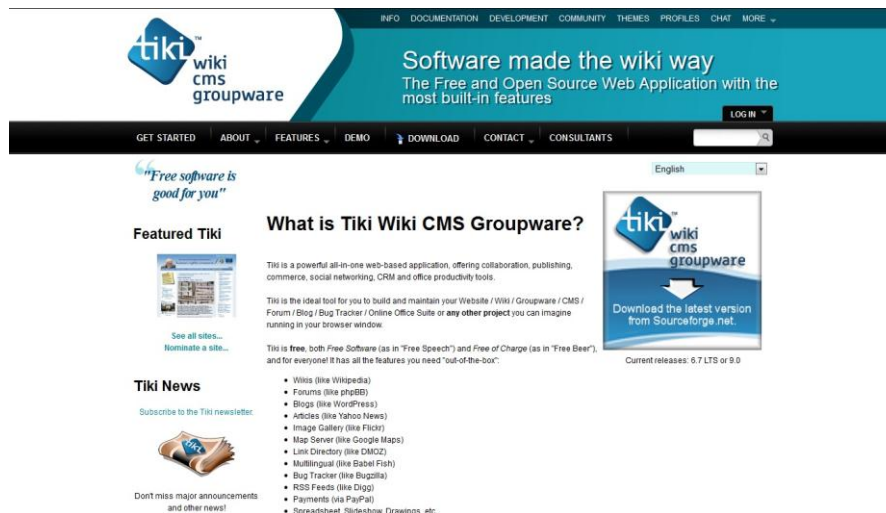 INFO DOCUMENTATION DEVELOPMENT COMMUNITY THEMES PROFILES CHAT MORE
tiki™
wiki
cms
groupware
Software made the wiki way
The Free and Open Source Web Application with the
most built-in features
LOG IN
GET STARTED ABOUT FEATURES DEMO DOWNLOAD CONTACT CONSULTANTS
"Free software is
good for you"
English
Featured Tiki
See all sites...
Nominate a site...
Tiki News
Subscribe to the Tiki newsletter.
tiki
Don't miss major announcements
and other news!
What is Tiki Wiki CMS Groupware?
Tiki is a powerful all-in-one web-based application, offering collaboration, publishing,
commerce, social networking, CRM and office productivity tools.
Tiki is the ideal tool for you to build and maintain your Website / Wiki / Groupware / CMS /
Forum / Blog / Bug Tracker / Online Office Suite or any other project you can imagine
running in your browser window.
Tiki is free, both Free Software (as in "Free Speech") and Free of Charge (as in "Free Beer"),
and for everyone! It has all the features you need "out-of-the-box":
• Wikis (like Wikipedia)
• Forums (like phpBB)
• Blogs (like WordPress)
• Articles (like Yahoo News)
• Image Gallery (like Flickr)
• Map Server (like Google Maps)
• Link Directory (like DMOZ)
• Multilingual (like Babel Fish)
• Bug Tracker (like Bugzilla)
• RSS Feeds (like Digg)
• Payments (via PayPal)
• Spreadsheet, Slideshow, Drawings, etc.
tiki™
wiki
cms
groupware
Download the latest version
from Sourceforge.net.
Current releases: 6.7 LTS or 9.0